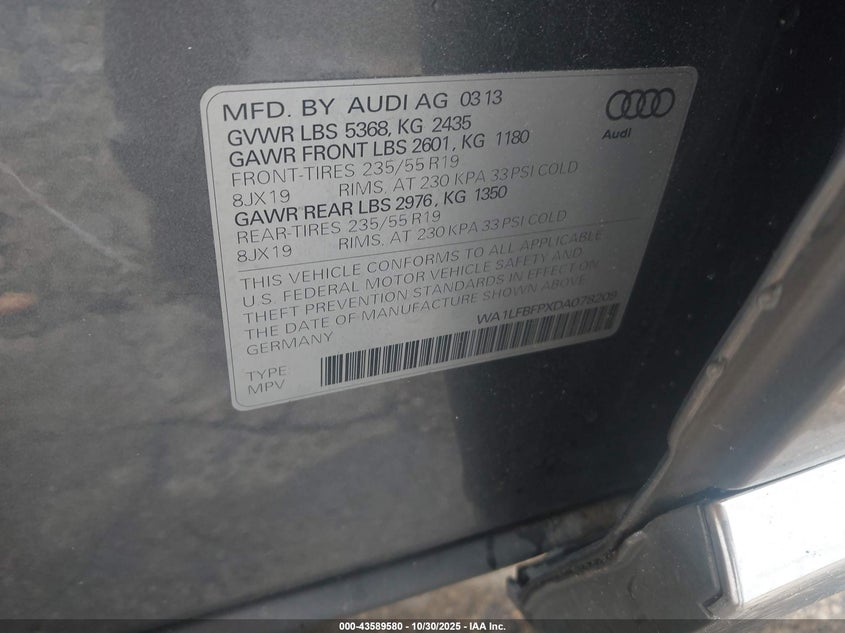 MFD. BY AUDI AG 03 13
GVWR LBS 5368, KG 2435
GAWR FRONT LBS 2601, KG 1180
FRONT-TIRES 235/55 R19
8JX19 RIMS, AT 230 KPA 33 PSI COLD
GAWR REAR LBS 2976, KG 1350
REAR-TIRES 235/55 R19
8JX19 RIMS, AT 230 KPA 33 PSI COLD
Audi
THIS VEHICLE CONFORMS TO ALL APPLICABLE
U.S. FEDERAL MOTOR VEHICLE SAFETY AND
THEFT PREVENTION STANDARDS IN EFFECT ON
THE DATE OF MANUFACTURE SHOWN ABOVE
GERMANY
WA1LFBFPXDA078209
TYPE:
MPV
000-43589580 - 10/30/2025 - IAA Inc.